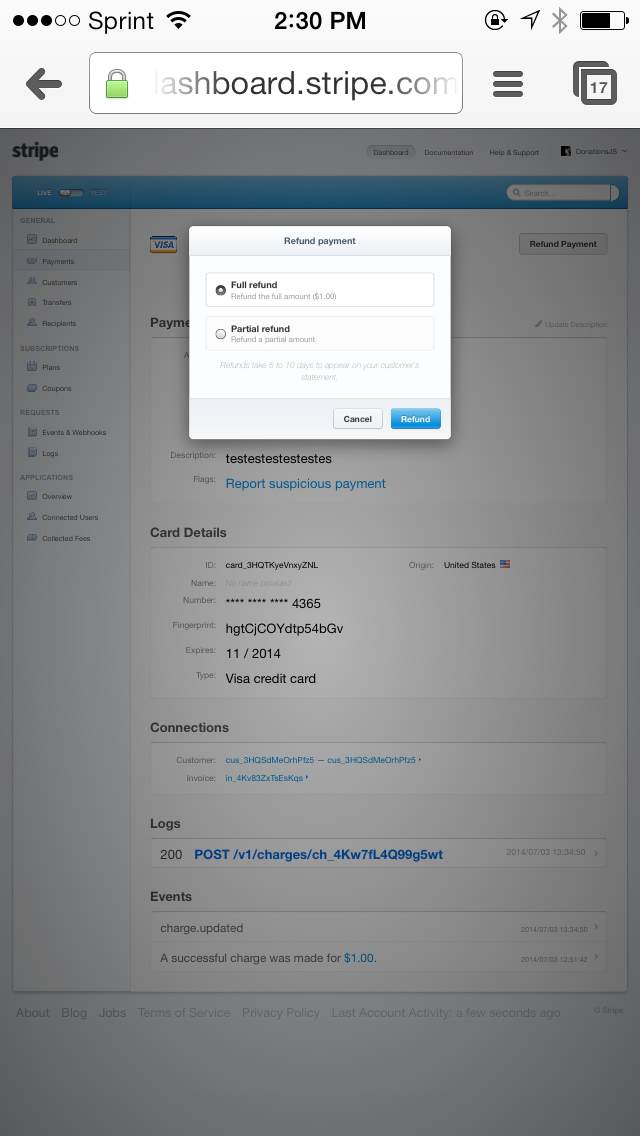 Sprint 2:30 PM
ashboard.stripe.com
17
stripe
Dashboard Documentation Help & Support DonationsJS
LIVE TEST
Search...
GENERAL
Dashboard
Payments
Customers
Transfers
Recipients
SUBSCRIPTIONS
Plans
Coupons
REQUESTS
Events & Webhooks
Logs
APPLICATIONS
Overview
Connected Users
Collected Fees
VISA
Refund Payment
Refund payment
Full refund
Refund the full amount ($1.00)
Partial refund
Refund a partial amount
Refunds take 5 to 10 days to appear on your customer's
statement.
Cancel Refund
Payme
Update Description
A
Description: testestestestestes
Flags: Report suspicious payment
Card Details
ID: card_3HQTKyeVnxyZNL Origin: United States
Name: No name provided
Number: **** **** **** 4365
Fingerprint: hgtCjCOYdtp54bGv
Expires: 11 / 2014
Type: Visa credit card
Connections
Customer: cus_3HQSdMeOrhPfz5 — cus_3HQSdMeOrhPfz5
Invoice: in_4Kv83ZxTsEsKqs
Logs
200 POST /v1/charges/ch_4Kw7fL4Q99g5wt 2014/07/03 13:34:50
Events
charge.updated 2014/07/03 13:34:50
A successful charge was made for $1.00. 2014/07/03 12:51:42
About Blog Jobs Terms of Service Privacy Policy Last Account Activity: a few seconds ago © Stripe